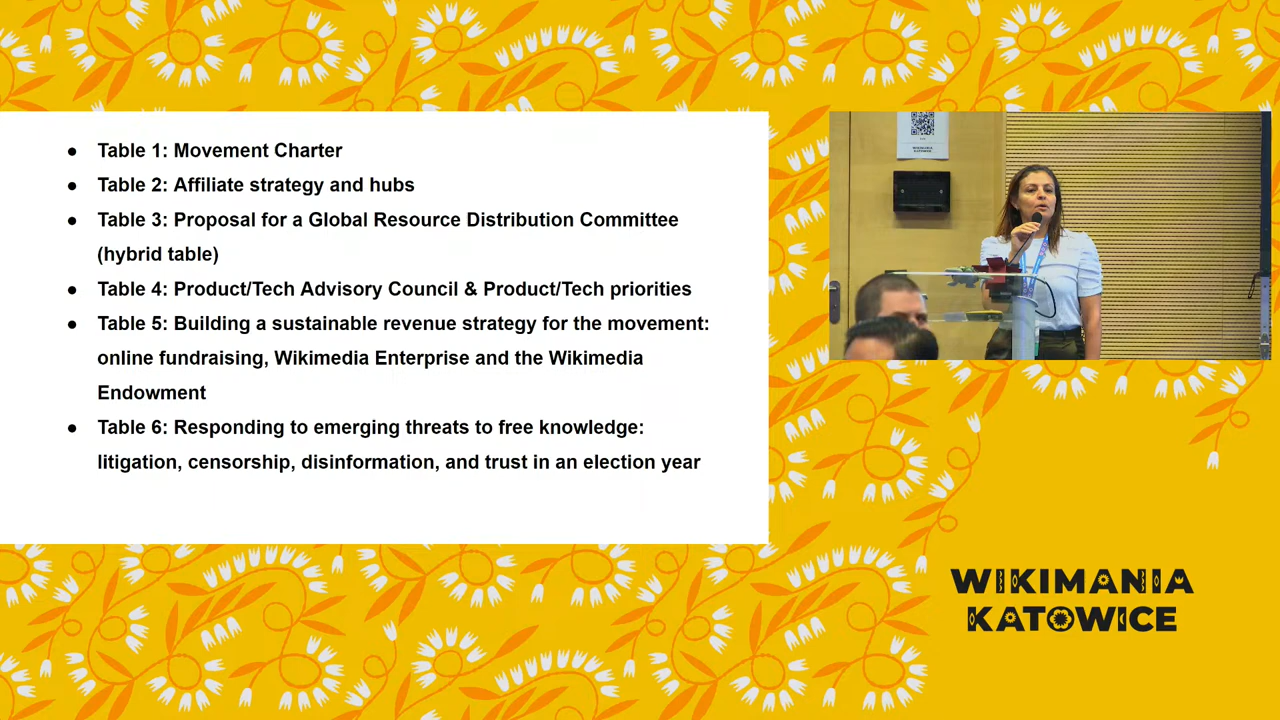 ● Table 1: Movement Charter
● Table 2: Affiliate strategy and hubs
● Table 3: Proposal for a Global Resource Distribution Committee
(hybrid table)
● Table 4: Product/Tech Advisory Council & Product/Tech priorities
● Table 5: Building a sustainable revenue strategy for the movement:
online fundraising, Wikimedia Enterprise and the Wikimedia
Endowment
● Table 6: Responding to emerging threats to free knowledge:
litigation, censorship, disinformation, and trust in an election year
WIKIMANIA
KATOWICE